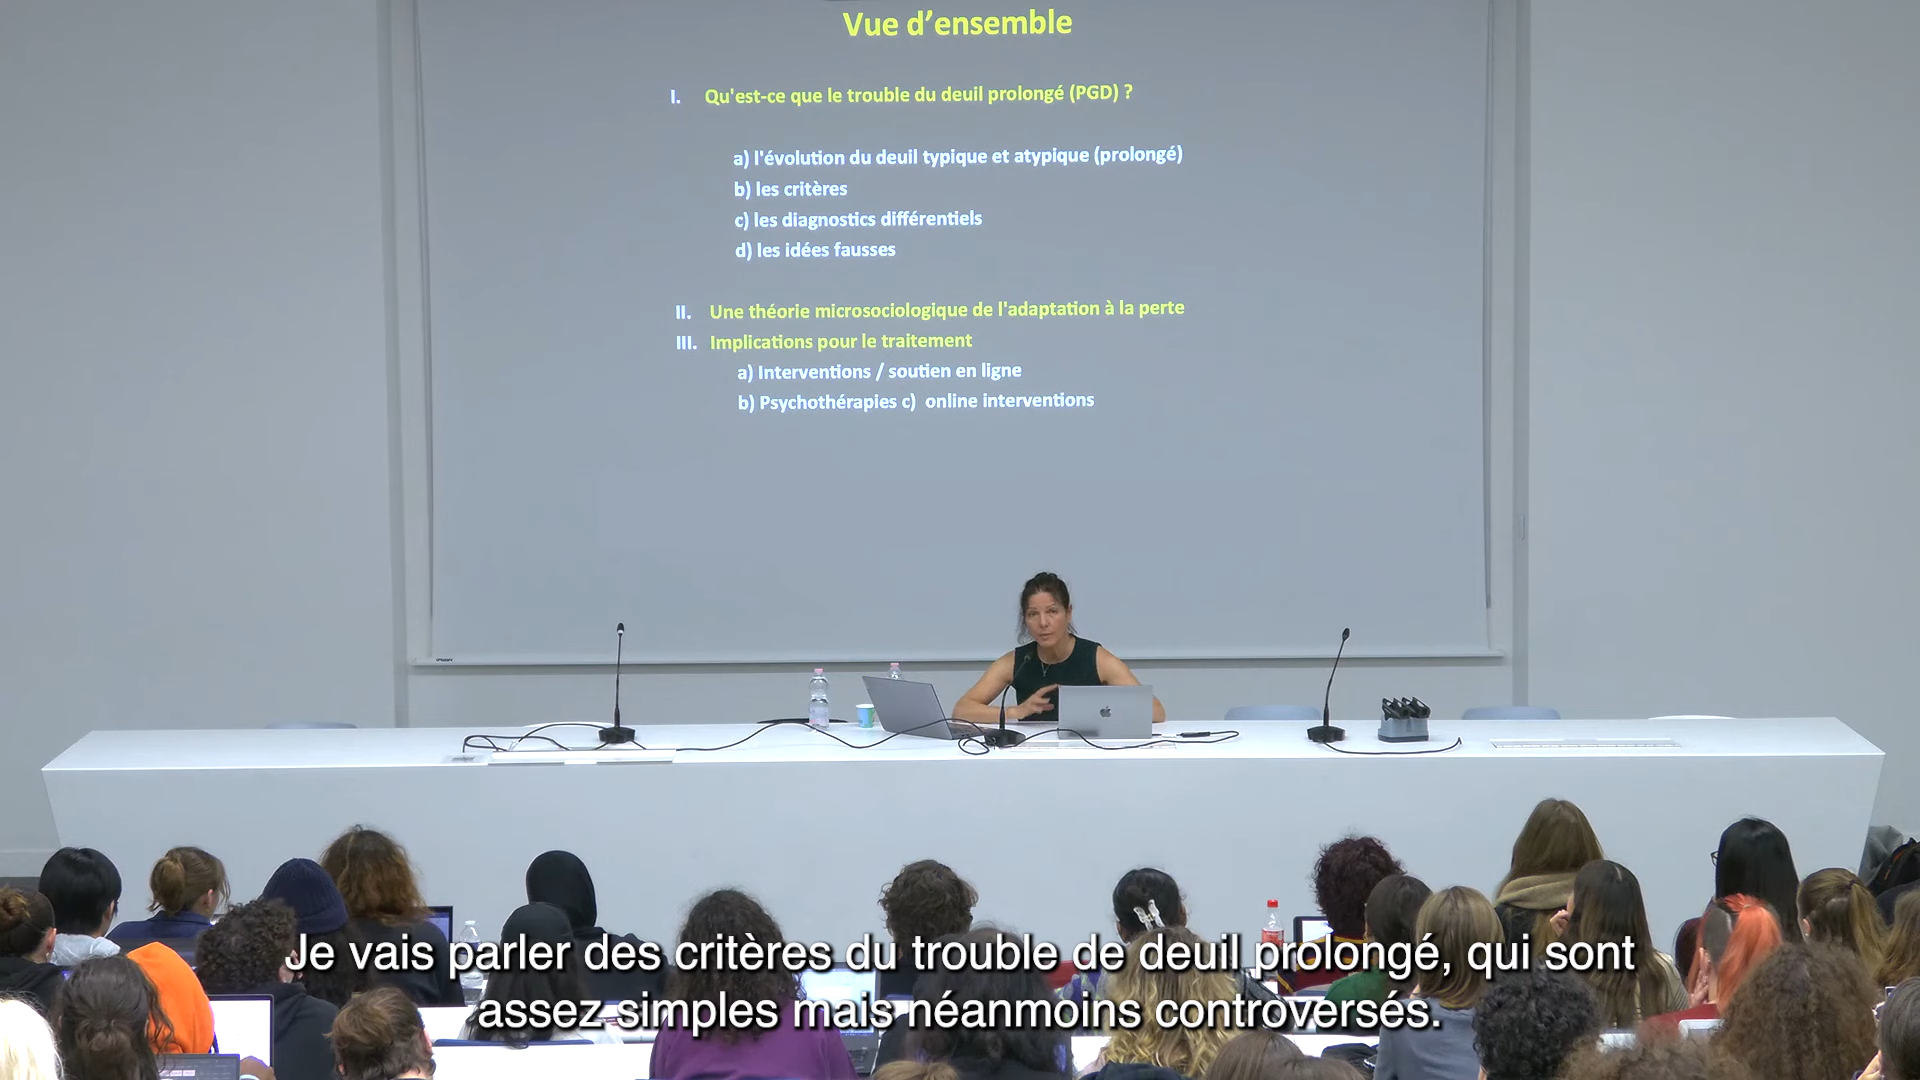 Vue d’ensemble
I. Qu'est-ce que le trouble du deuil prolongé (PGD) ?
a) l'évolution du deuil typique et atypique (prolongé)
b) les critères
c) les diagnostics différentiels
d) les idées fausses
II. Une théorie microsociologique de l'adaptation à la perte
III. Implications pour le traitement
a) Interventions / soutien en ligne
b) Psychothérapies c) online interventions
Je vais parler des critères du trouble de deuil prolongé, qui sont
assez simples mais néanmoins controversés.